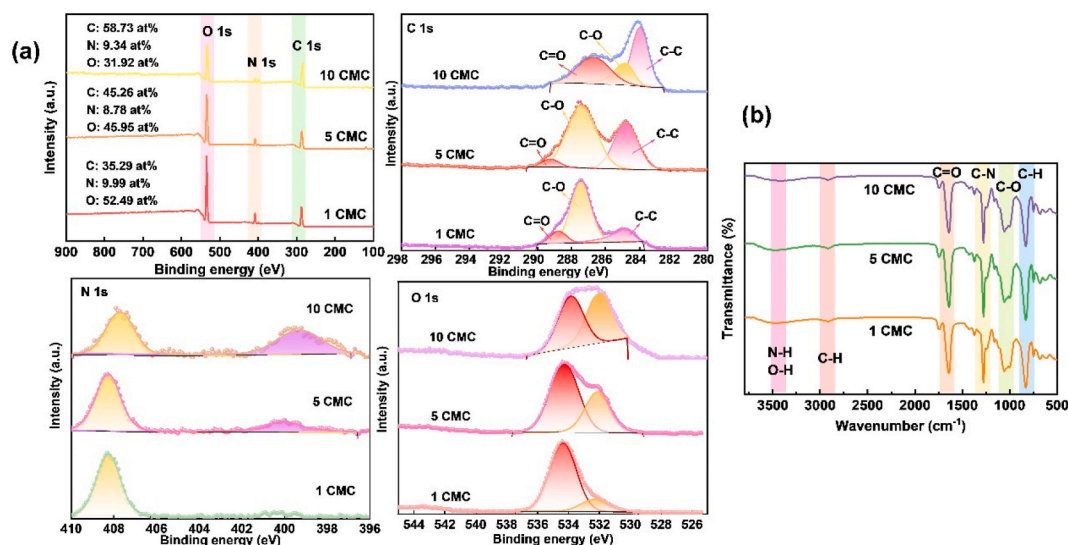 (a)
C: 58.73 at%
N: 9.34 at%
O: 31.92 at%
O 1s
N 1s
C 1s
10 CMC
C: 45.26 at%
N: 8.78 at%
O: 45.95 at%
5 CMC
C: 35.29 at%
N: 9.99 at%
O: 52.49 at%
1 CMC
Intensity (a.u.)
900 800 700 600 500 400 300 200 100
Binding energy (eV)
C 1s
C=O
C-O
C-C
10 CMC
C-O
C=O
C-C
5 CMC
C-O
C=O
C-C
1 CMC
Intensity (a.u.)
298 296 294 292 290 288 286 284 282 280
Binding energy (eV)
N 1s
10 CMC
5 CMC
1 CMC
Intensity (a.u.)
410 408 406 404 402 400 398 396
Binding energy (eV)
O 1s
10 CMC
5 CMC
1 CMC
Intensity (a.u.)
544 542 540 538 536 534 532 530 528 526
Binding energy (eV)
(b)
C=O
C-N
C-O
C-H
10 CMC
5 CMC
1 CMC
N-H
O-H
C-H
Transmittance (%)
3500 3000 2500 2000 1500 1000 500
Wavenumber (cm⁻¹)